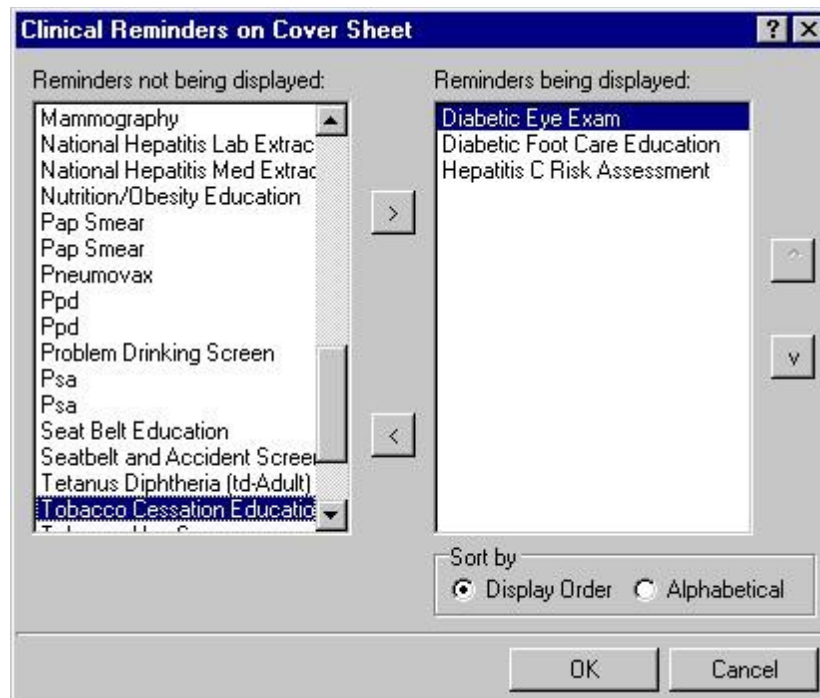 Clinical Reminders on Cover Sheet
Reminders not being displayed:
Mammography
National Hepatitis Lab Extrac
National Hepatitis Med Extrac
Nutrition/Obesity Education
Pap Smear
Pap Smear
Pneumovax
Ppd
Ppd
Problem Drinking Screen
Psa
Psa
Seat Belt Education
Seatbelt and Accident Screer
Tetanus Diphtheria (td-Adult)
Tobacco Cessation Educatio
>
<
Reminders being displayed:
Diabetic Eye Exam
Diabetic Foot Care Education
Hepatitis C Risk Assessment
^
v
Sort by
Display Order Alphabetical
OK Cancel